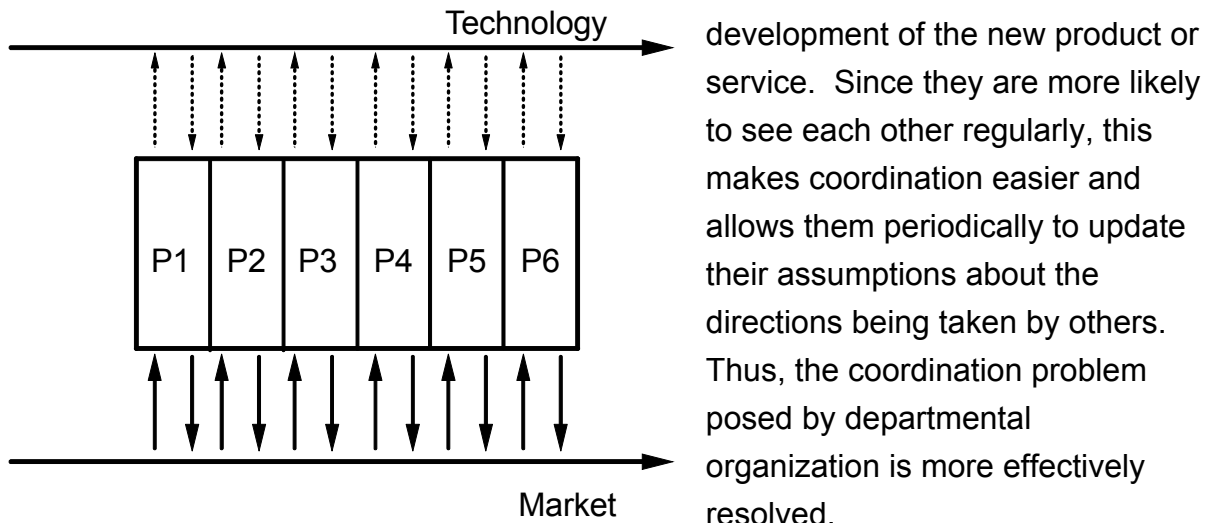 Technology
P1 P2 P3 P4 P5 P6
Market
development of the new product or
service. Since they are more likely
to see each other regularly, this
makes coordination easier and
allows them periodically to update
their assumptions about the
directions being taken by others.
Thus, the coordination problem
posed by departmental
organization is more effectively
resolved.